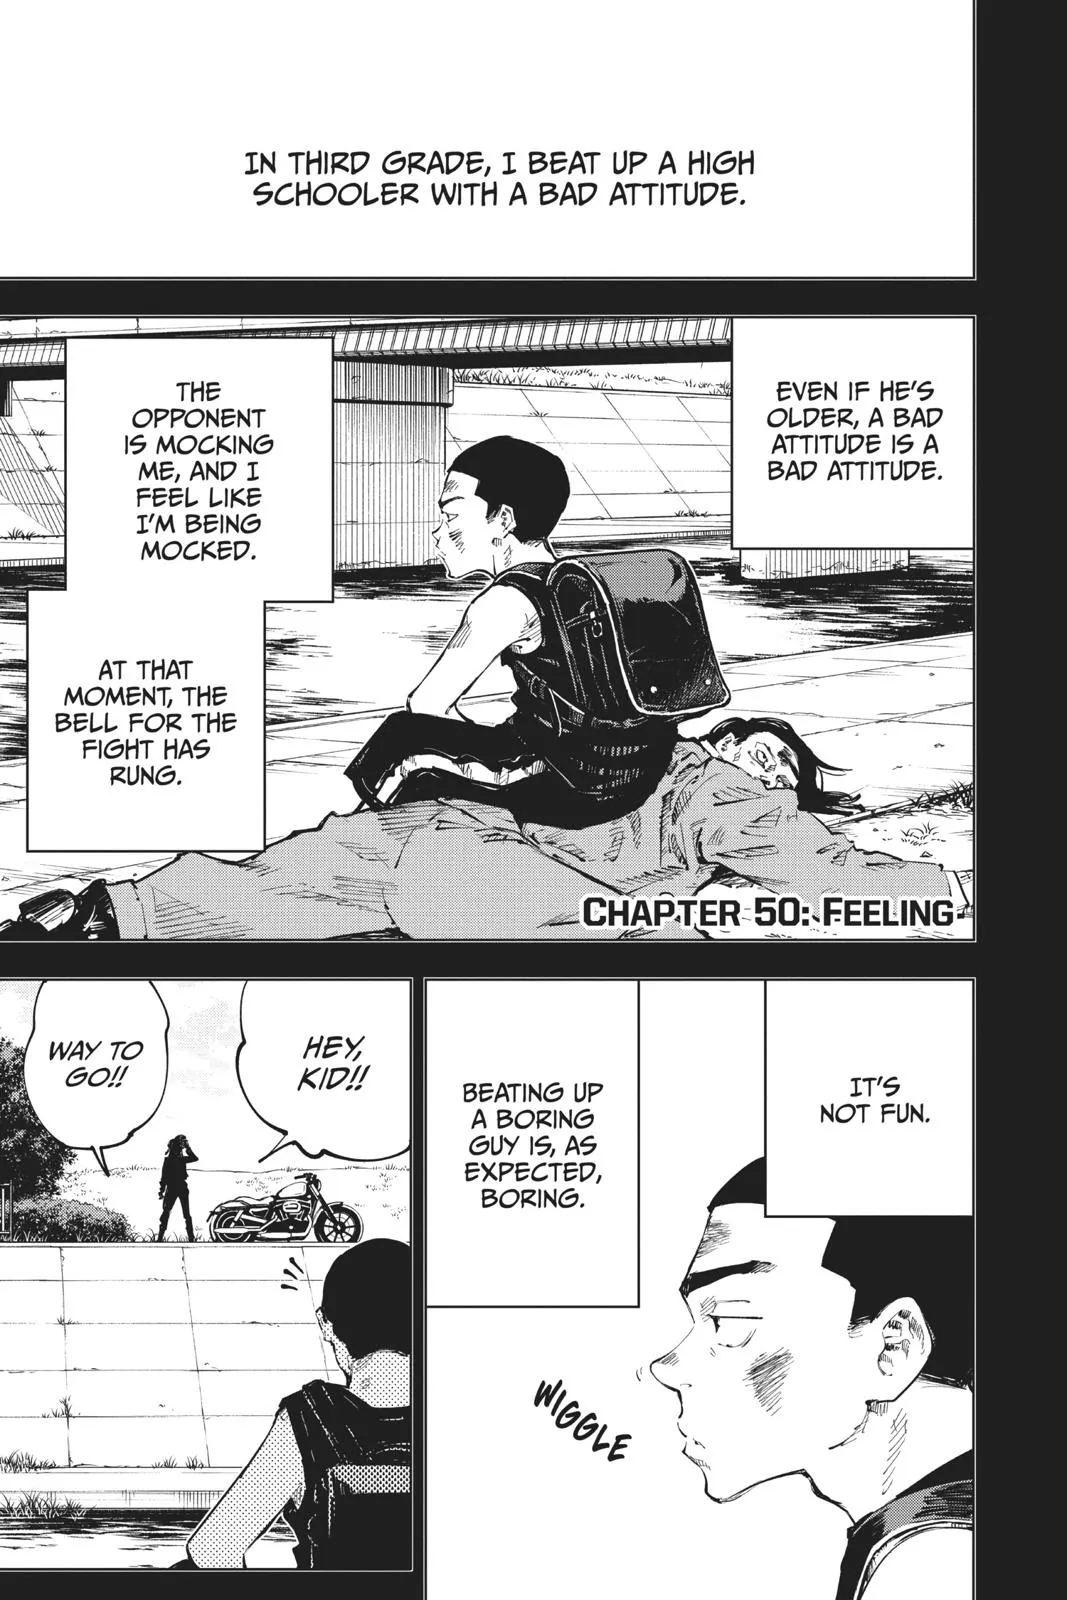 IN THIRD GRADE, I BEAT UP A HIGH
SCHOOLER WITH A BAD ATTITUDE.
EVEN IF HE'S
OLDER, A BAD
ATTITUDE IS A
BAD ATTITUDE.
THE
OPPONENT
IS MOCKING
ME, AND I
FEEL LIKE
I'M BEING
MOCKED.
AT THAT
MOMENT, THE
BELL FOR THE
FIGHT HAS
RUNG.
CHAPTER 50: FEELING
IT'S
NOT FUN.
BEATING UP
A BORING
GUY IS, AS
EXPECTED,
BORING.
WIGGLE
HEY,
KID!!
WAY TO
GO!!